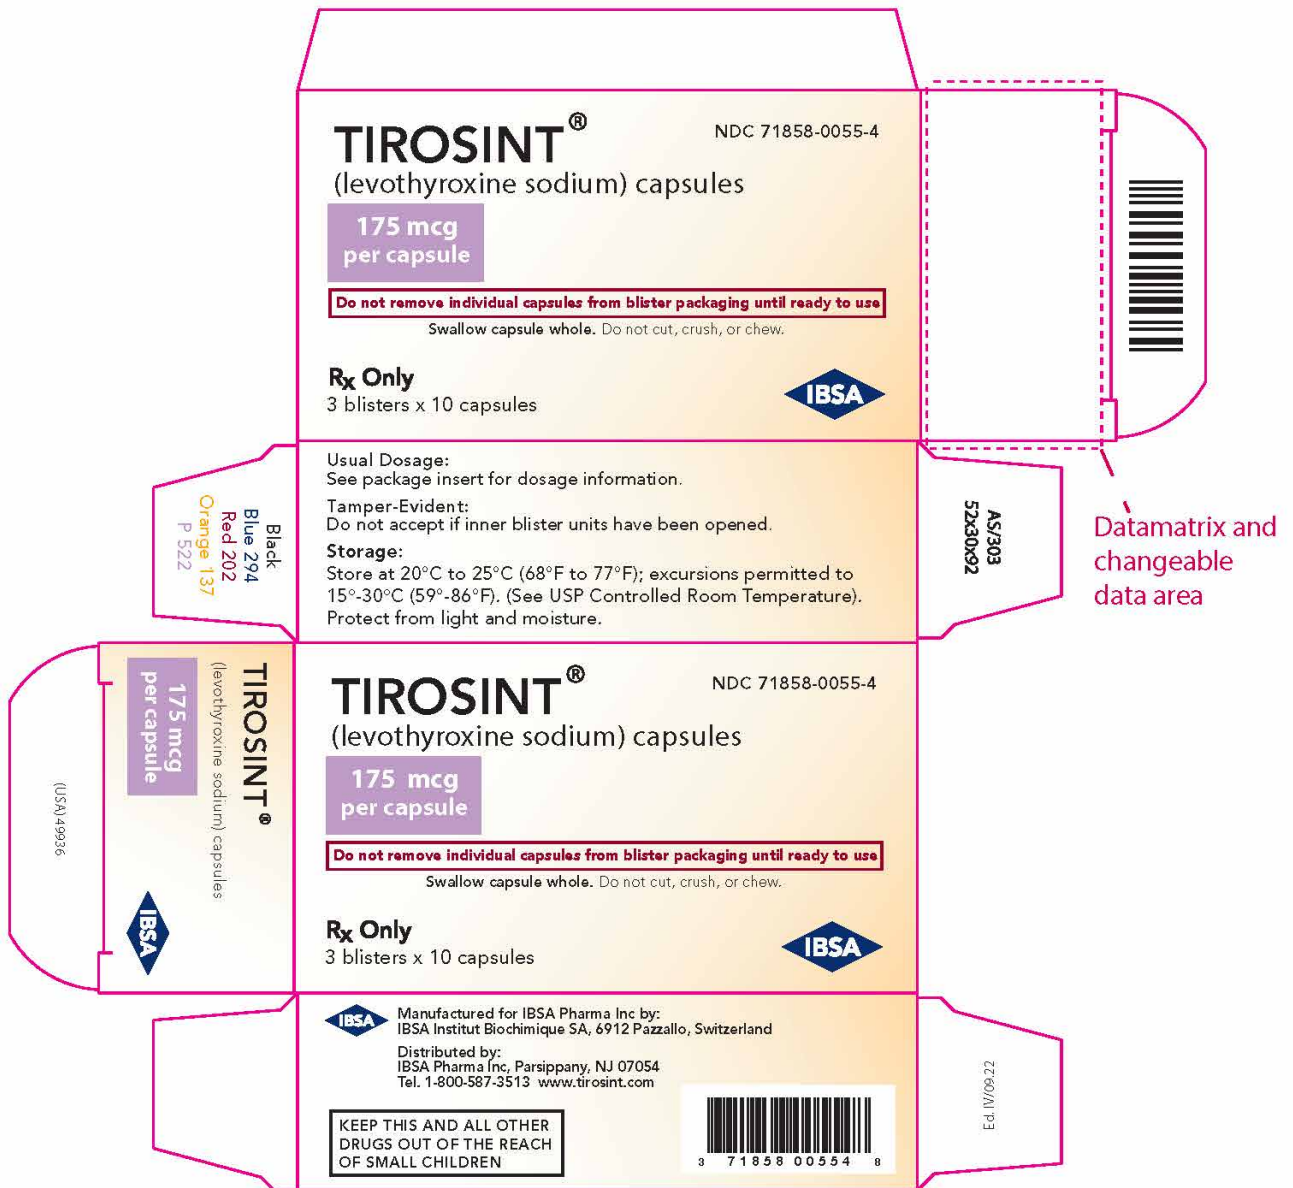 TIROSINT®
NDC 71858-0055-4
(levothyroxine sodium) capsules
175 mcg
per capsule
Do not remove individual capsules from blister packaging until ready to use
Swallow capsule whole. Do not cut, crush, or chew.
Rx Only
3 blisters x 10 capsules
IBSA
Usual Dosage:
See package insert for dosage information.
Tamper-Evident:
Do not accept if inner blister units have been opened.
Storage:
Store at 20°C to 25°C (68°F to 77°F); excursions permitted to
15°-30°C (59°-86°F). (See USP Controlled Room Temperature).
Protect from light and moisture.
Black
Blue 294
Red 202
Orange 137
P 522
AS/303
52x30x92
Datamatrix and
changeable
data area
TIROSINT®
(levothyroxine sodium) capsules
175 mcg
per capsule
IBSA
(USA) 49936
TIROSINT®
NDC 71858-0055-4
(levothyroxine sodium) capsules
175 mcg
per capsule
Do not remove individual capsules from blister packaging until ready to use
Swallow capsule whole. Do not cut, crush, or chew.
Rx Only
3 blisters x 10 capsules
IBSA
IBSA
Manufactured for IBSA Pharma Inc by:
IBSA Institut Biochimique SA, 6912 Pazzallo, Switzerland
Distributed by:
IBSA Pharma Inc, Parsippany, NJ 07054
Tel. 1-800-587-3513 www.tirosint.com
KEEP THIS AND ALL OTHER
DRUGS OUT OF THE REACH
OF SMALL CHILDREN
3 71858 00554 8
Ed. IV/09.22